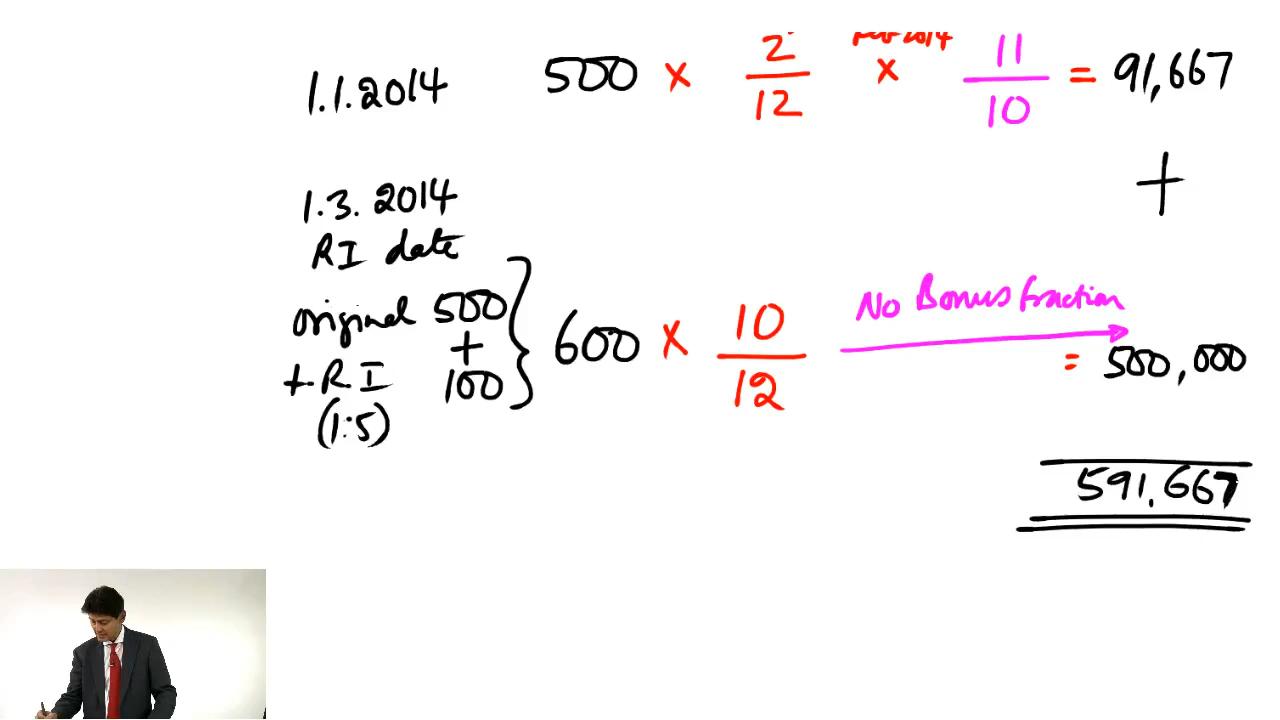 1.1.2014 500 x 2/12 x 11/10 = 91,667
+
1.3.2014
RI date
original 500
+
+ R.I 100
(1:5)
600 x 10/12 No Bonus fraction = 500,000
591,667